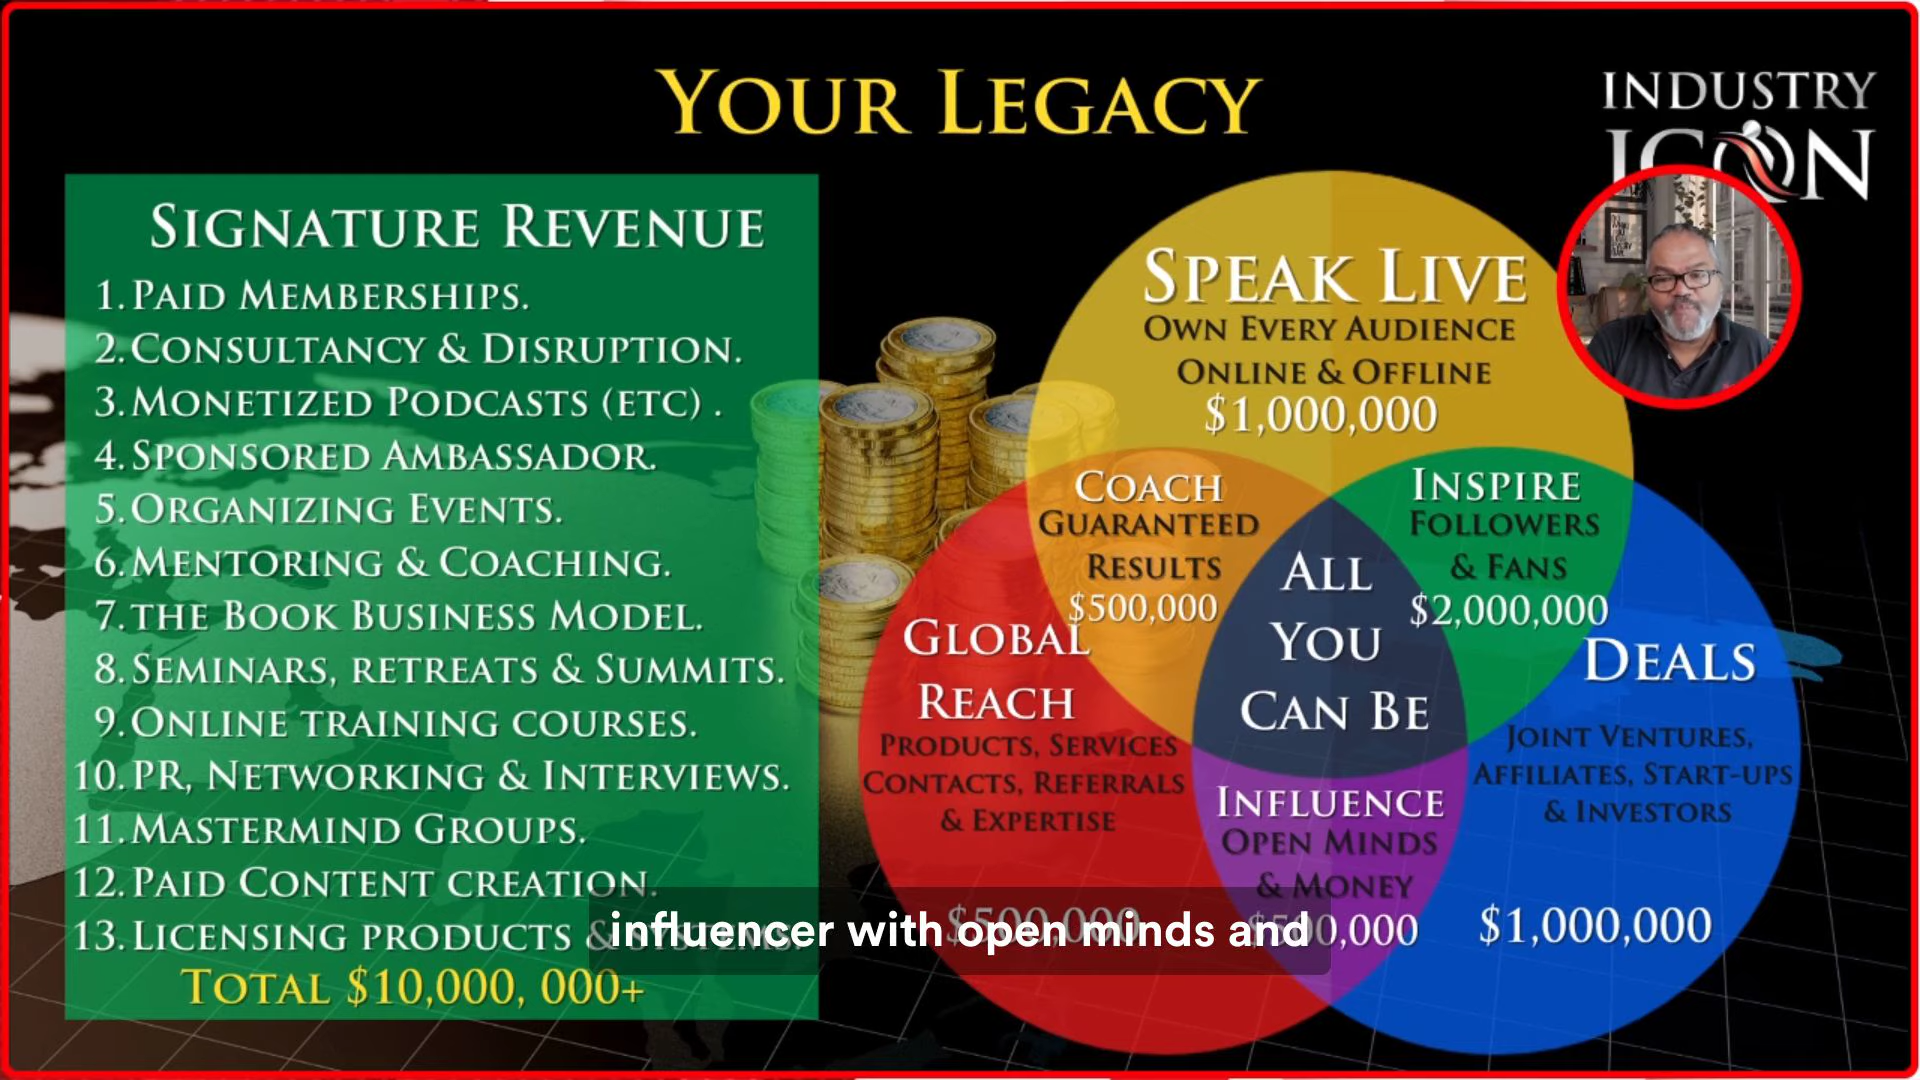 YOUR LEGACY
INDUSTRY
ICON
SIGNATURE REVENUE
1. PAID MEMBERSHIPS.
2. CONSULTANCY & DISRUPTION.
3. MONETIZED PODCASTS (ETC) .
4. SPONSORED AMBASSADOR.
5. ORGANIZING EVENTS.
6. MENTORING & COACHING.
7. THE BOOK BUSINESS MODEL.
8. SEMINARS, RETREATS & SUMMITS.
9. ONLINE TRAINING COURSES.
10. PR, NETWORKING & INTERVIEWS.
11. MASTERMIND GROUPS.
12. PAID CONTENT CREATION.
13. LICENSING PRODUCTS &
TOTAL $10,000, 000+
SPEAK LIVE
OWN EVERY AUDIENCE
ONLINE & OFFLINE
$1,000,000
COACH
GUARANTEED
RESULTS
$500,000
INSPIRE
FOLLOWERS
& FANS
$2,000,000
ALL
YOU
CAN BE
GLOBAL
REACH
PRODUCTS, SERVICES
CONTACTS, REFERRALS
& EXPERTISE
$500,000
DEALS
JOINT VENTURES,
AFFILIATES, START-UPS
& INVESTORS
$1,000,000
INFLUENCE
OPEN MINDS
& MONEY
$500,000
influencer with open minds and